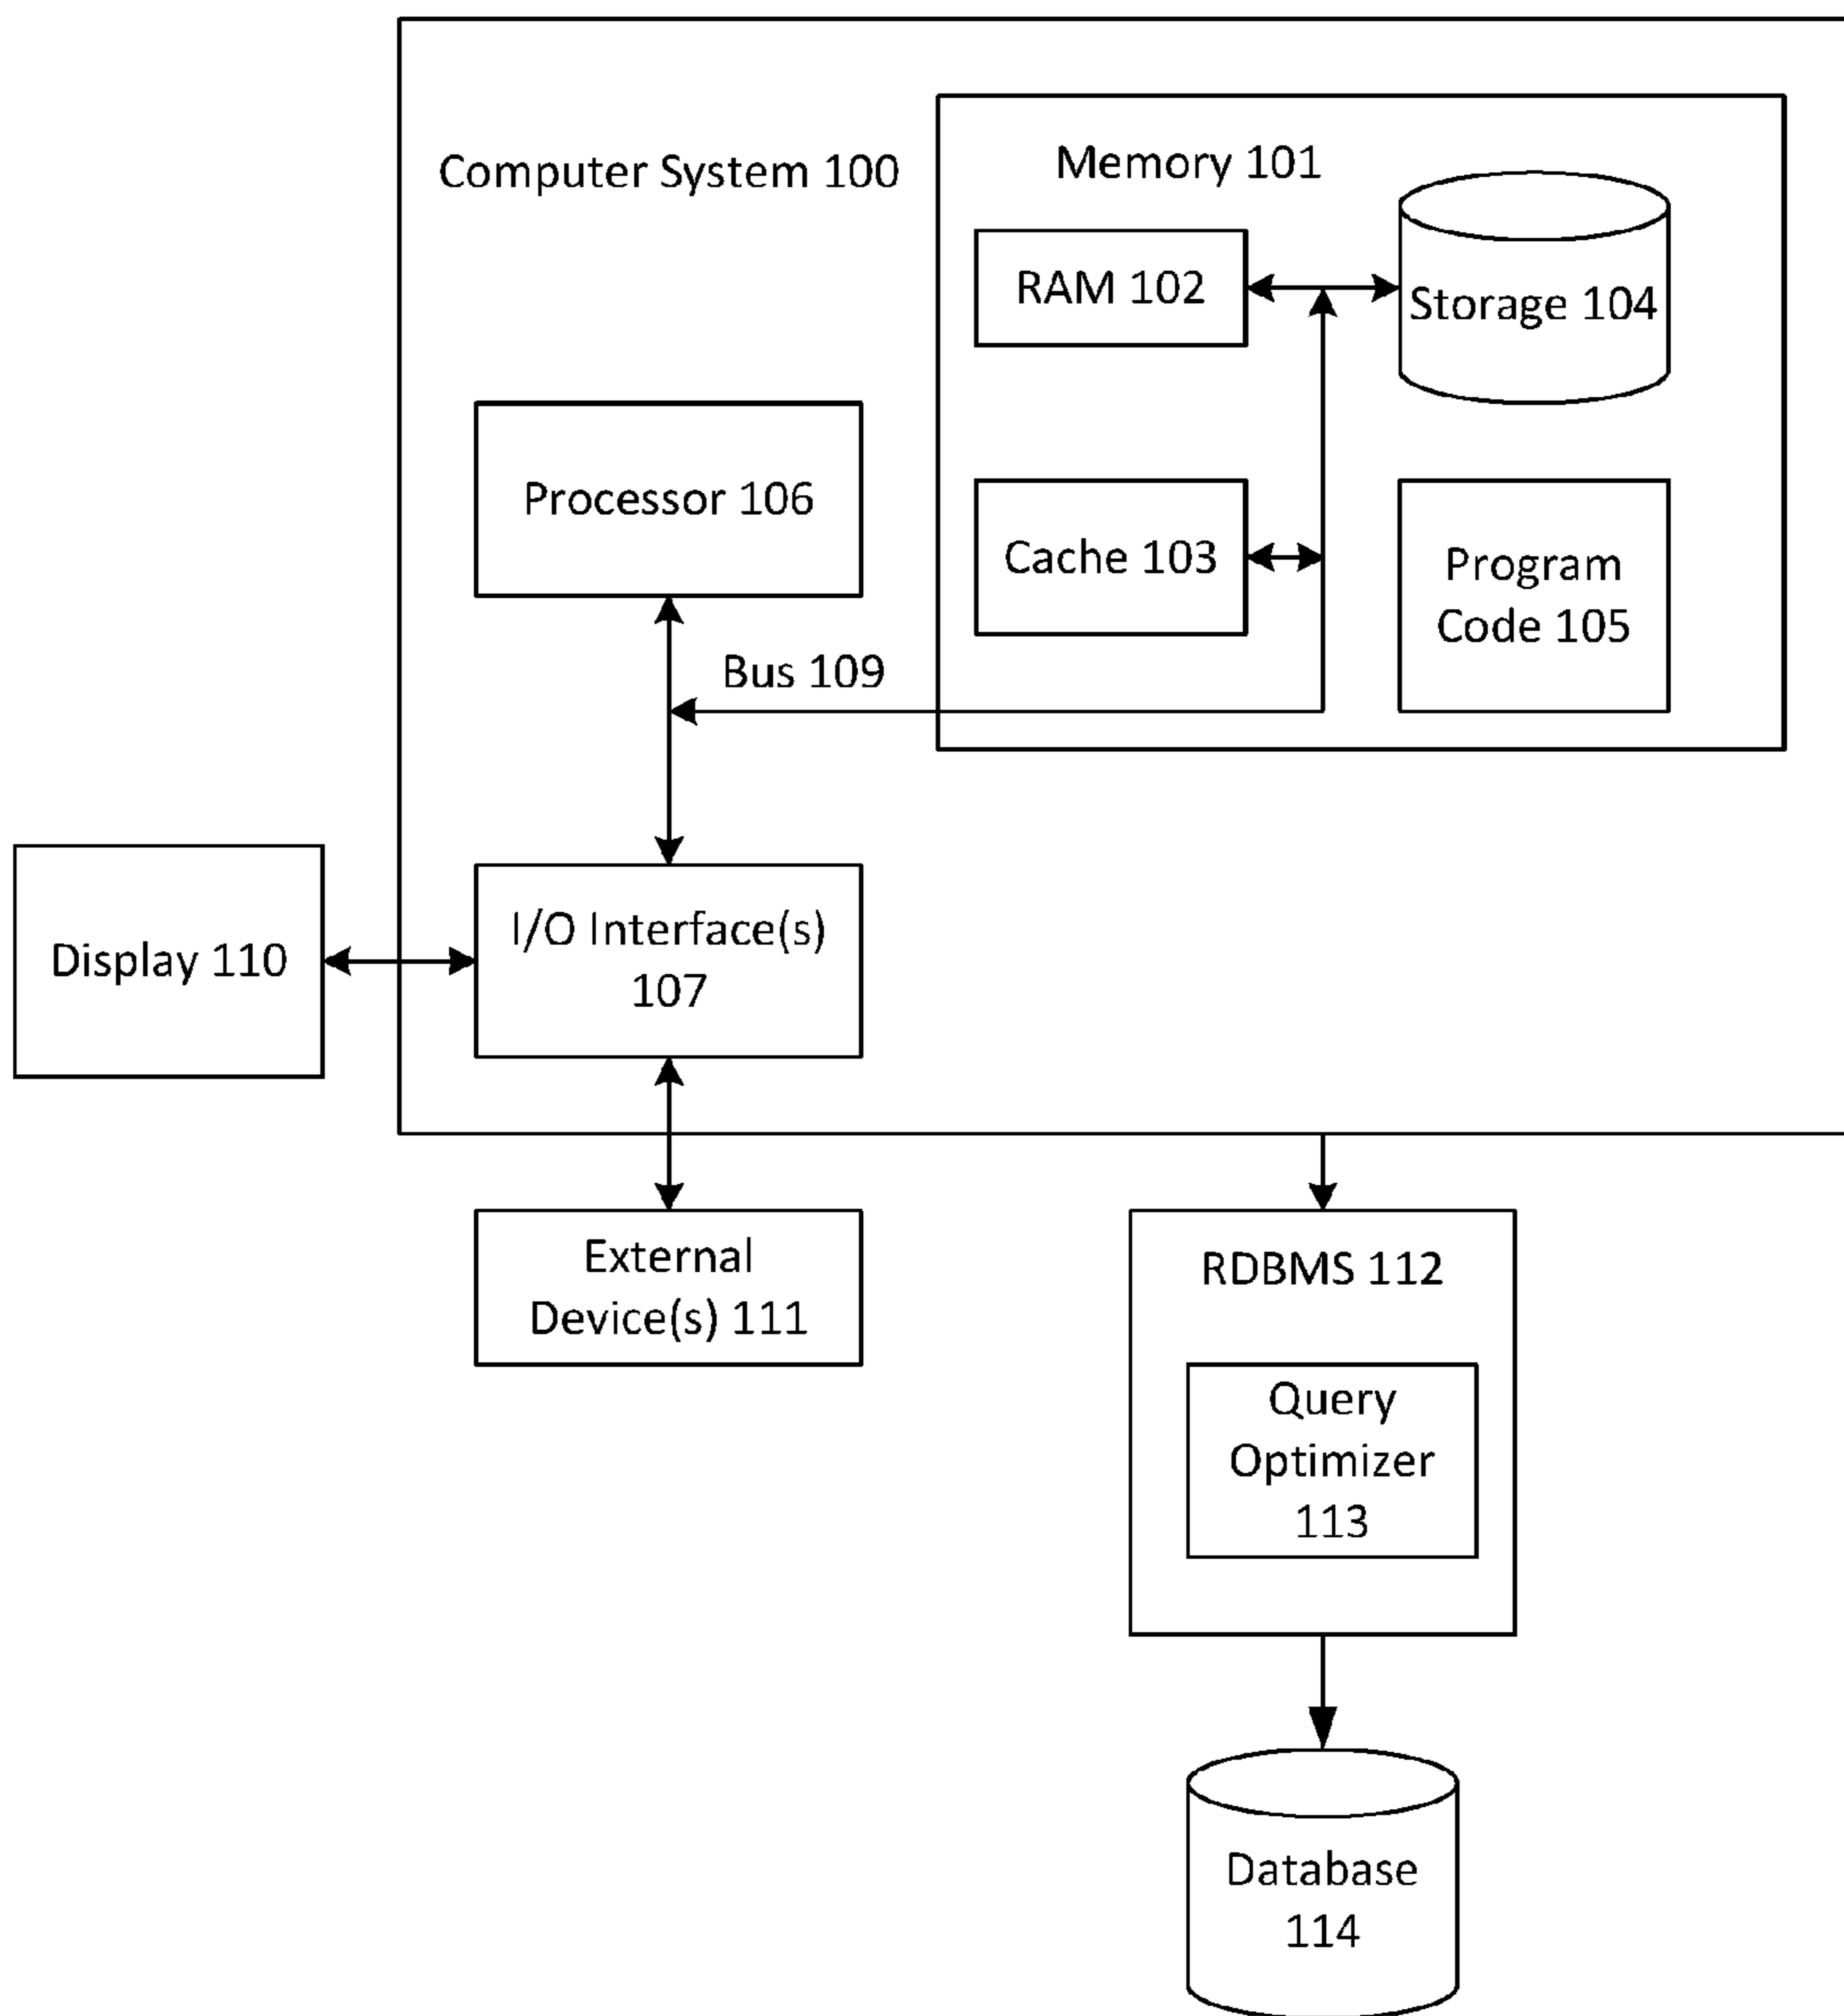 Computer System 100
Memory 101
RAM 102
Storage 104
Processor 106
Cache 103
Program
Code 105
Bus 109
Display 110
I/O Interface(s)
107
External
Device(s) 111
RDBMS 112
Query
Optimizer
113
Database
114